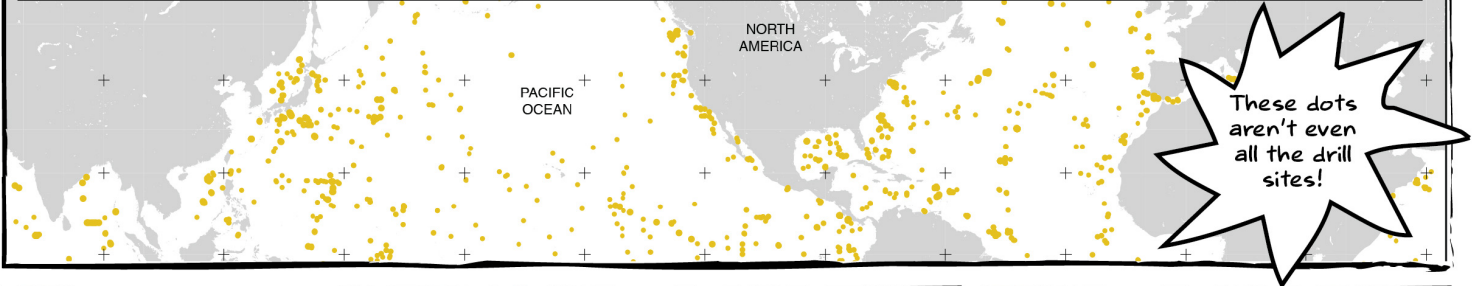 NORTH
AMERICA
PACIFIC
OCEAN
These dots
aren't even
all the drill
sites!